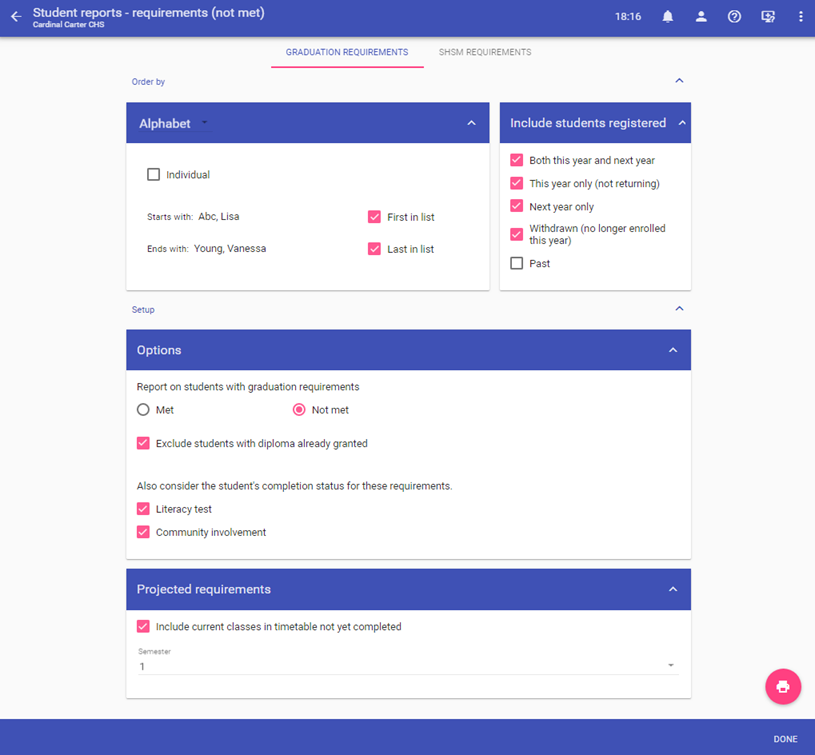 Student reports - requirements (not met)
Cardinal Carter CHS
18:16
GRADUATION REQUIREMENTS
SHSM REQUIREMENTS
Order by
Alphabet
Individual
Starts with: Abc, Lisa
First in list
Ends with: Young, Vanessa
Last in list
Include students registered
Both this year and next year
This year only (not returning)
Next year only
Withdrawn (no longer enrolled
this year)
Past
Setup
Options
Report on students with graduation requirements
Met
Not met
Exclude students with diploma already granted
Also consider the student's completion status for these requirements.
Literacy test
Community involvement
Projected requirements
Include current classes in timetable not yet completed
Semester
1
DONE